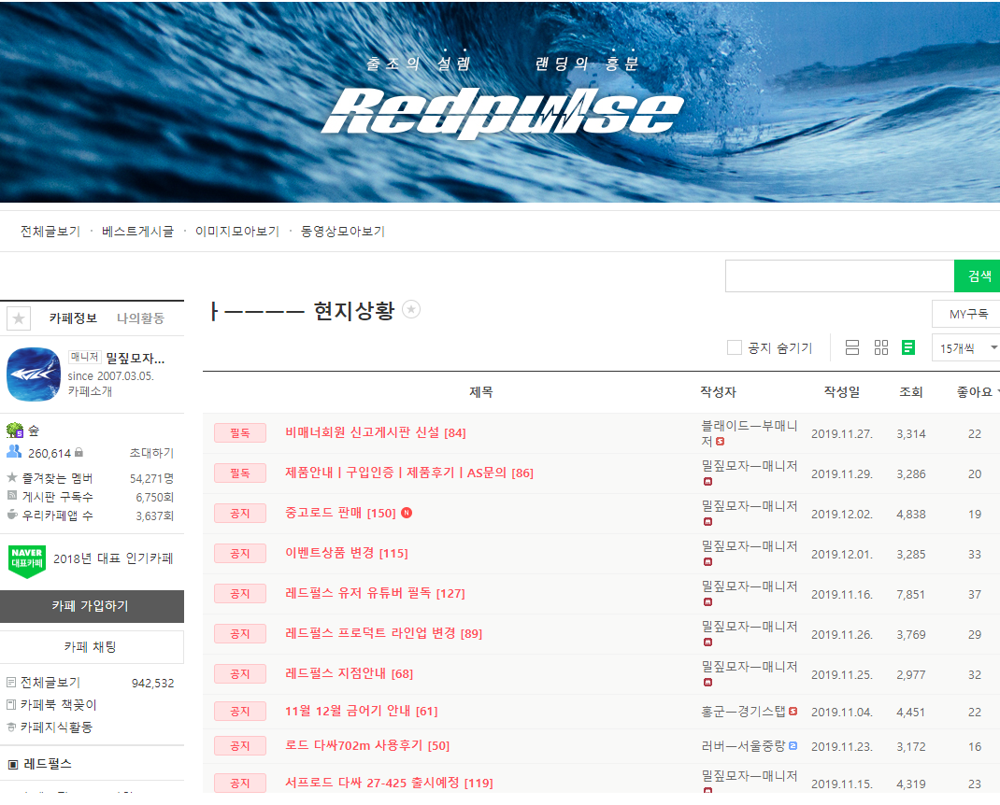 출조의 설렘 랜딩의 흥분
Redpulse
전체글보기 · 베스트게시글 · 이미지모아보기 · 동영상모아보기
검색
카페정보 나의활동
ㅏㅡㅡㅡㅡ 현지상황
MY구독
매니저 밀짚모자...
since 2007.03.05.
카페소개
공지 숨기기
15개씩
제목 작성자 작성일 조회 좋아요
숲
260,614 초대하기
즐겨찾는 멤버 54,271명
게시판 구독수 6,750회
우리카페앱 수 3,637회
NAVER
대표카페
2018년 대표 인기카페
카페 가입하기
카페 채팅
전체글보기 942,532
카페북 책꽂이
카페지식활동
레드펄스
필독 비매너회원 신고게시판 신설 [84] 블래이드ㅡ부매니저 2019.11.27. 3,314 22
필독 제품안내ㅣ구입인증ㅣ제품후기ㅣAS문의 [86] 밀짚모자ㅡ매니저 2019.11.29. 3,286 20
공지 중고로드 판매 [150] N 밀짚모자ㅡ매니저 2019.12.02. 4,838 19
공지 이벤트상품 변경 [115] 밀짚모자ㅡ매니저 2019.12.01. 3,285 33
공지 레드펄스 유저 유튜버 필독 [127] 밀짚모자ㅡ매니저 2019.11.16. 7,851 37
공지 레드펄스 프로덕트 라인업 변경 [89] 밀짚모자ㅡ매니저 2019.11.26. 3,769 29
공지 레드펄스 지점안내 [68] 밀짚모자ㅡ매니저 2019.11.25. 2,977 32
공지 11월 12월 금어기 안내 [61] 홍군ㅡ경기스탭 2019.11.04. 4,451 22
공지 로드 다싸702m 사용후기 [50] 러버ㅡ서울중랑 2019.11.23. 3,172 16
공지 서프로드 다싸 27-425 출시예정 [119] 밀짚모자ㅡ매니저 2019.11.15. 4,319 23